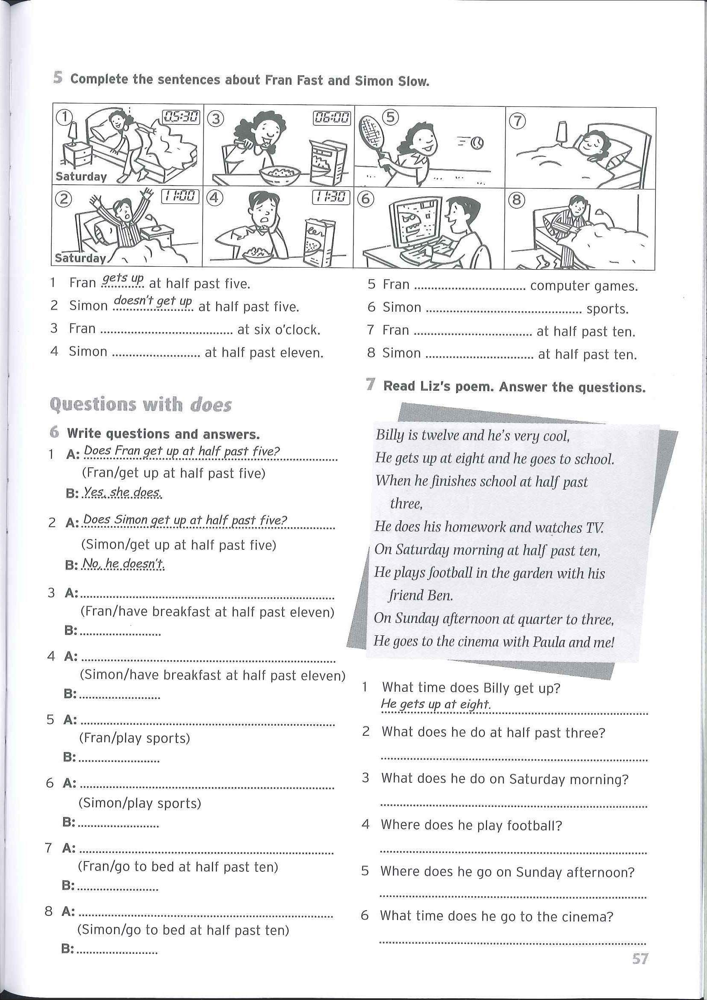 5 Complete the sentences about Fran Fast and Simon Slow.
1 05:30
Saturday
3 06:00
5
7
2 11:00
Saturday
4 11:30
6
8
1 Fran gets up at half past five.
2 Simon doesn't get up at half past five.
3 Fran .................... at six o'clock.
4 Simon .................... at half past eleven.
5 Fran .................... computer games.
6 Simon .................... sports.
7 Fran .................... at half past ten.
8 Simon .................... at half past ten.
Questions with does
6 Write questions and answers.
1 A: Does Fran get up at half past five?
(Fran/get up at half past five)
B: Yes, she does.
2 A: Does Simon get up at half past five?
(Simon/get up at half past five)
B: No, he doesn't.
3 A: ....................
(Fran/have breakfast at half past eleven)
B: ....................
4 A: ....................
(Simon/have breakfast at half past eleven)
B: ....................
5 A: ....................
(Fran/play sports)
B: ....................
6 A: ....................
(Simon/play sports)
B: ....................
7 A: ....................
(Fran/go to bed at half past ten)
B: ....................
8 A: ....................
(Simon/go to bed at half past ten)
B: ....................
7 Read Liz's poem. Answer the questions.
Billy is twelve and he's very cool,
He gets up at eight and he goes to school.
When he finishes school at half past
three,
He does his homework and watches TV.
On Saturday morning at half past ten,
He plays football in the garden with his
friend Ben.
On Sunday afternoon at quarter to three,
He goes to the cinema with Paula and me!
1 What time does Billy get up?
He gets up at eight.
2 What does he do at half past three?
....................
3 What does he do on Saturday morning?
....................
4 Where does he play football?
....................
5 Where does he go on Sunday afternoon?
....................
6 What time does he go to the cinema?
....................
57